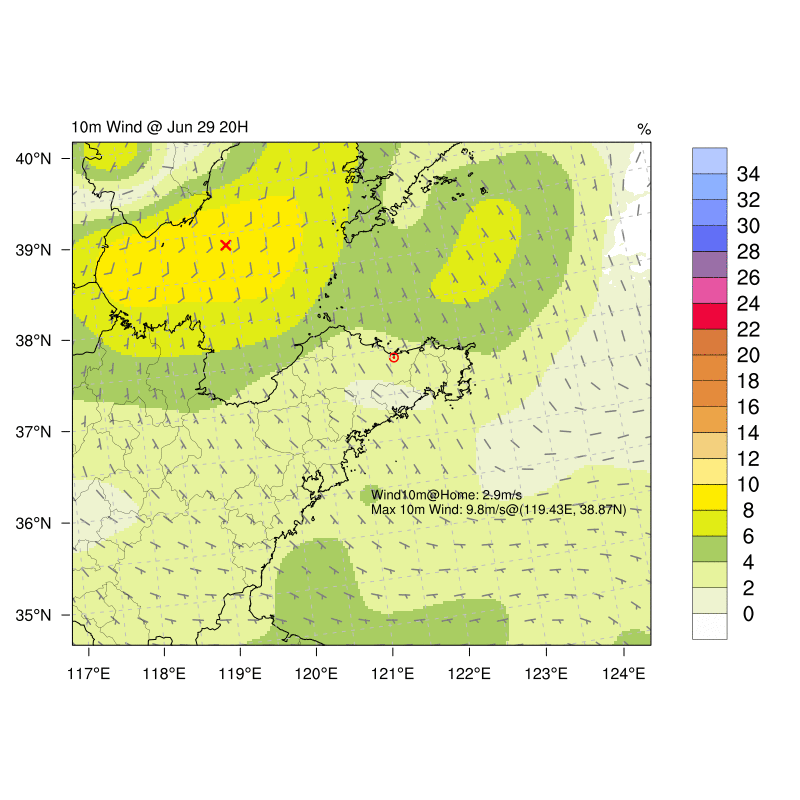 10m Wind @ Jun 29 20H
%
40°N
39°N
38°N
37°N
36°N
35°N
117°E
118°E
119°E
120°E
121°E
122°E
123°E
124°E
Wind10m@Home: 2.9m/s
Max 10m Wind: 9.8m/s@(119.43E, 38.87N)
34
32
30
28
26
24
22
20
18
16
14
12
10
8
6
4
2
0